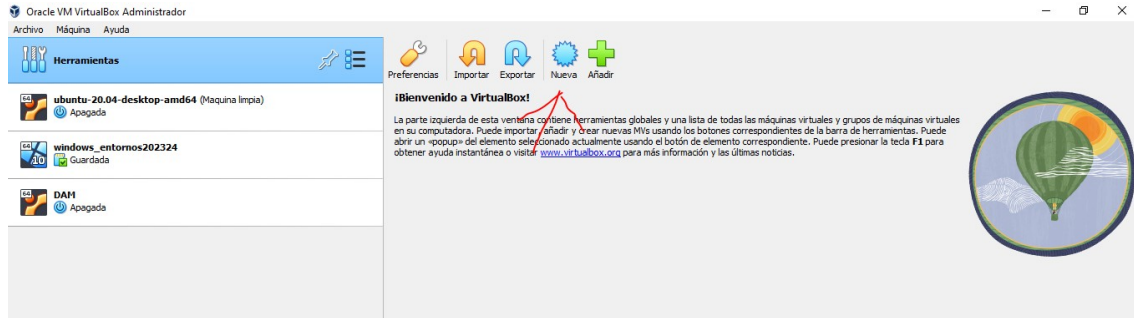 Oracle VM VirtualBox Administrador
Archivo Máquina Ayuda
Herramientas
Preferencias Importar Exportar Nueva Añadir
64
ubuntu-20.04-desktop-amd64 (Maquina limpia)
Apagada
64
10
windows_entornos202324
Guardada
64
DAM
Apagada
¡Bienvenido a VirtualBox!
La parte izquierda de esta ventana contiene herramientas globales y una lista de todas las máquinas virtuales y grupos de máquinas virtuales
en su computadora. Puede importar, añadir y crear nuevas MVs usando los botones correspondientes de la barra de herramientas. Puede
abrir un «popup» del elemento seleccionado actualmente usando el botón de elemento correspondiente. Puede presionar la tecla F1 para
obtener ayuda instantánea o visitar www.virtualbox.org para más información y las últimas noticias.